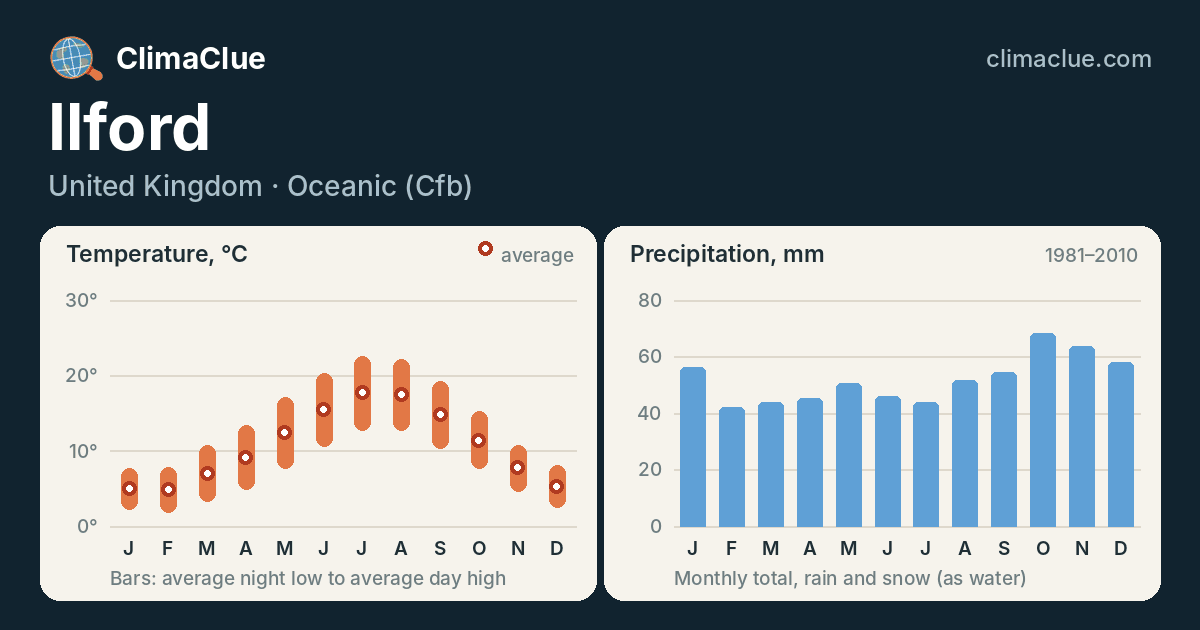 ClimaClue
climaclue.com
Ilford
United Kingdom · Oceanic (Cfb)
Temperature, °C
average
30°
20°
10°
0°
J F M A M J J A S O N D
Bars: average night low to average day high
Precipitation, mm
1981–2010
80
60
40
20
0
J F M A M J J A S O N D
Monthly total, rain and snow (as water)